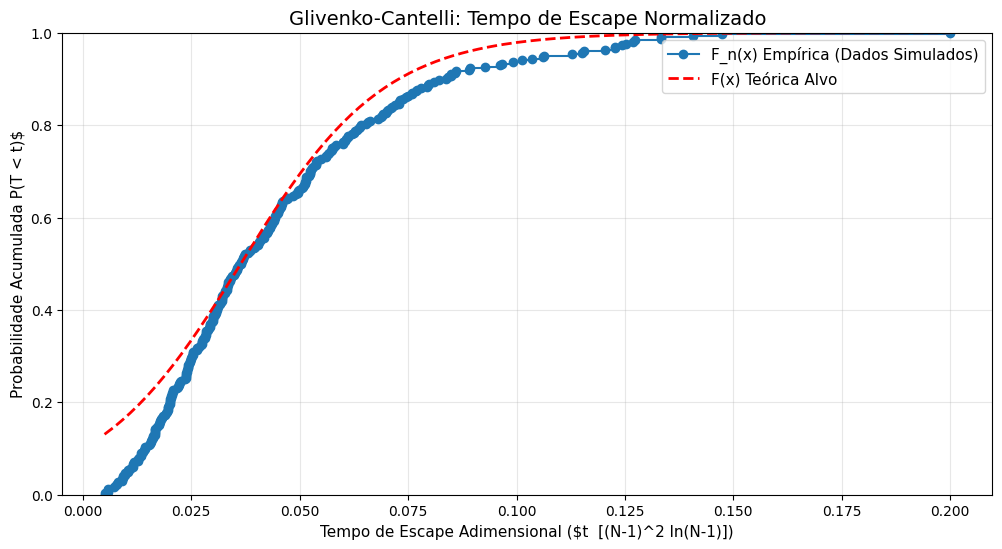 Glivenko-Cantelli: Tempo de Escape Normalizado
Probabilidade Acumulada P(T < t)$
1.0
0.8
0.6
0.4
0.2
0.0
F_n(x) Empírica (Dados Simulados)
F(x) Teórica Alvo
0.000 0.025 0.050 0.075 0.100 0.125 0.150 0.175 0.200
Tempo de Escape Adimensional ($t  [(N-1)^2 ln(N-1)])